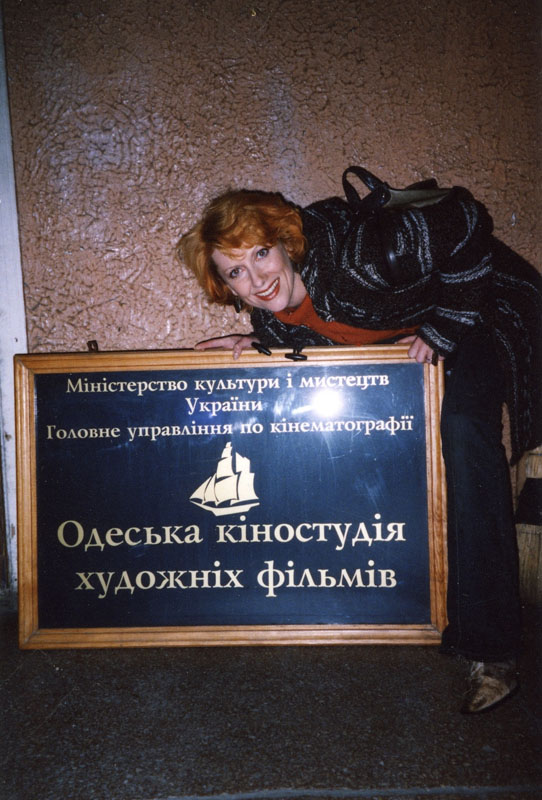 Міністерство культури і мистецтв
України
Головне управління по кінематографії
Одеська кіностудія
художніх фільмів